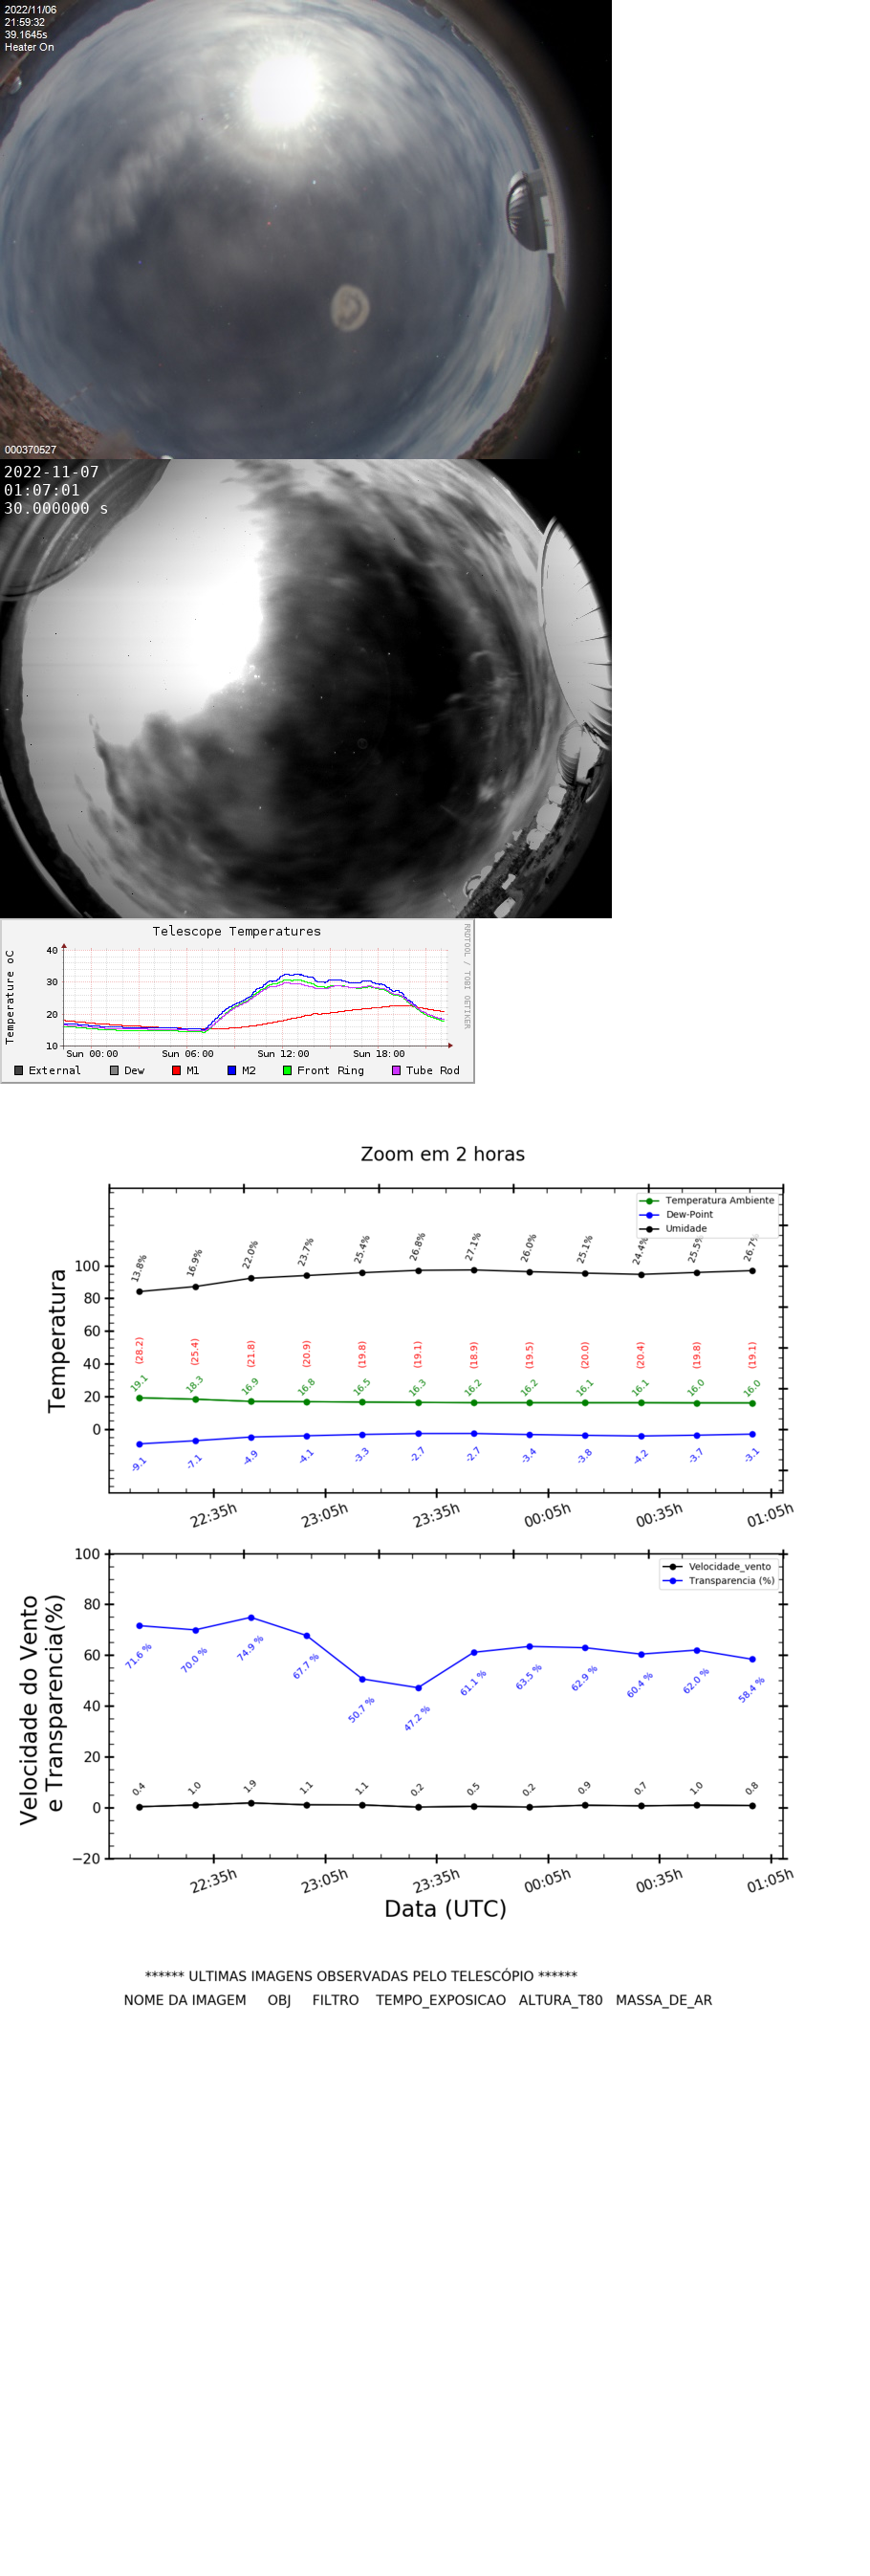 2022/11/06
21:59:32
39.1645s
Heater On
000370527
2022-11-07
01:07:01
30.000000 s
Telescope Temperatures
RRDTOOL / TOBI OETIKER
Temperature oC
40
30
20
10
Sun 00:00 Sun 06:00 Sun 12:00 Sun 18:00
External Dew M1 M2 Front Ring Tube Rod
Zoom em 2 horas
Temperatura Ambiente
Dew-Point
Umidade
Temperatura
100
80
60
40
20
0
13.8% 16.9% 22.0% 23.7% 25.4% 26.8% 27.1% 26.0% 25.1% 24.4% 25.5% 26.7%
(28.2) (25.4) (21.8) (20.9) (19.8) (19.1) (18.9) (19.5) (20.0) (20.4) (19.8) (19.1)
19.1 18.3 16.9 16.8 16.5 16.3 16.2 16.2 16.1 16.1 16.0 16.0
-9.1 -7.1 -4.9 -4.1 -3.3 -2.7 -2.7 -3.4 -3.8 -4.2 -3.7 -3.1
22:35h 23:05h 23:35h 00:05h 00:35h 01:05h
Velocidade_vento
Transparencia (%)
Velocidade do Vento
e Transparencia(%)
100
80
60
40
20
0
−20
71.6 % 70.0 % 74.9 % 67.7 % 50.7 % 47.2 % 61.1 % 63.5 % 62.9 % 60.4 % 62.0 % 58.4 %
0.4 1.0 1.9 1.1 1.1 0.2 0.5 0.2 0.9 0.7 1.0 0.8
22:35h 23:05h 23:35h 00:05h 00:35h 01:05h
Data (UTC)
****** ULTIMAS IMAGENS OBSERVADAS PELO TELESCÓPIO ******
NOME DA IMAGEM OBJ FILTRO TEMPO_EXPOSICAO ALTURA_T80 MASSA_DE_AR